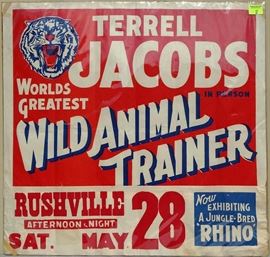 TERRELL
JACOBS
WORLDS
GREATEST
IN PERSON
WILD ANIMAL
TRAINER
RUSHVILLE
AFTERNOON & NIGHT
SAT. MAY 28
Now
EXHIBITING
A JUNGLE-BRED
"RHINO"